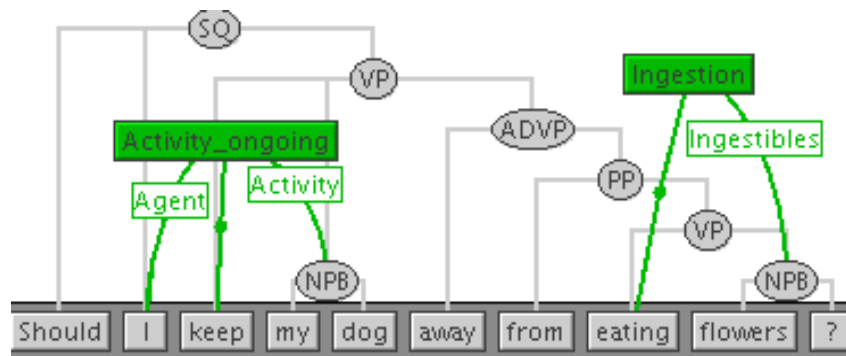 SQ
VP
Ingestion
Activity_ongoing
ADVP
Ingestibles
Agent
Activity
PP
VP
NPB
NPB
Should I keep my dog away from eating flowers ?